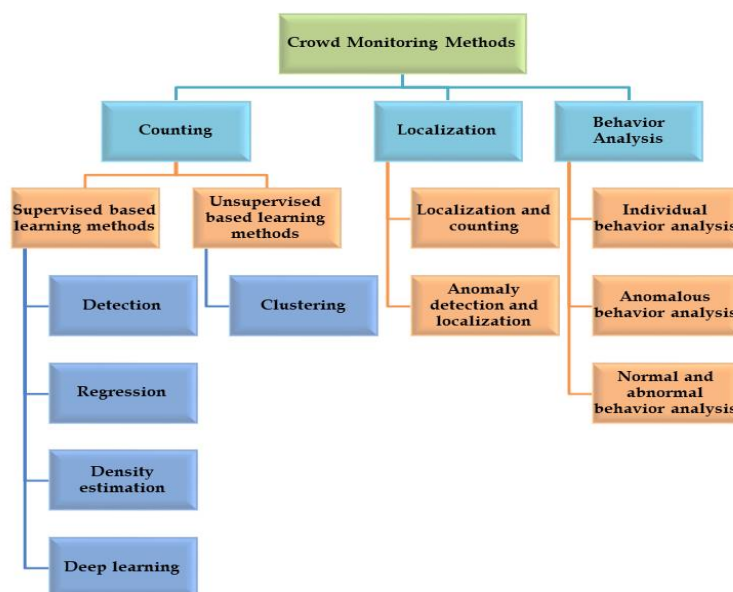 Crowd Monitoring Methods
Counting
Localization
Behavior
Analysis
Supervised based
learning methods
Unsupervised
based learning
methods
Localization and
counting
Individual
behavior analysis
Detection
Clustering
Anomaly
detection and
localization
Anomalous
behavior analysis
Regression
Normal and
abnormal
behavior analysis
Density
estimation
Deep learning